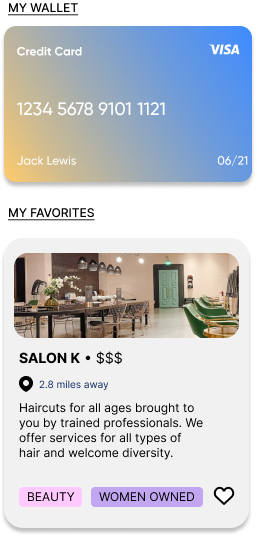 MY WALLET
Credit Card VISA
1234 5678 9101 1121
Jack Lewis 06/21
MY FAVORITES
SALON K • $$$
2.8 miles away
Haircuts for all ages brought to
you by trained professionals. We
offer services for all types of
hair and welcome diversity.
BEAUTY WOMEN OWNED